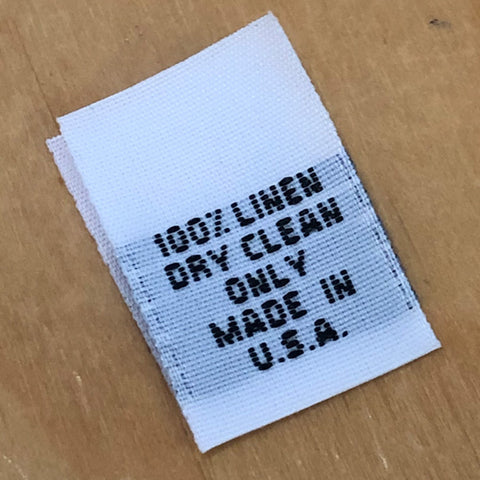 100% LINEN
DRY CLEAN
ONLY
MADE IN
U.S.A.